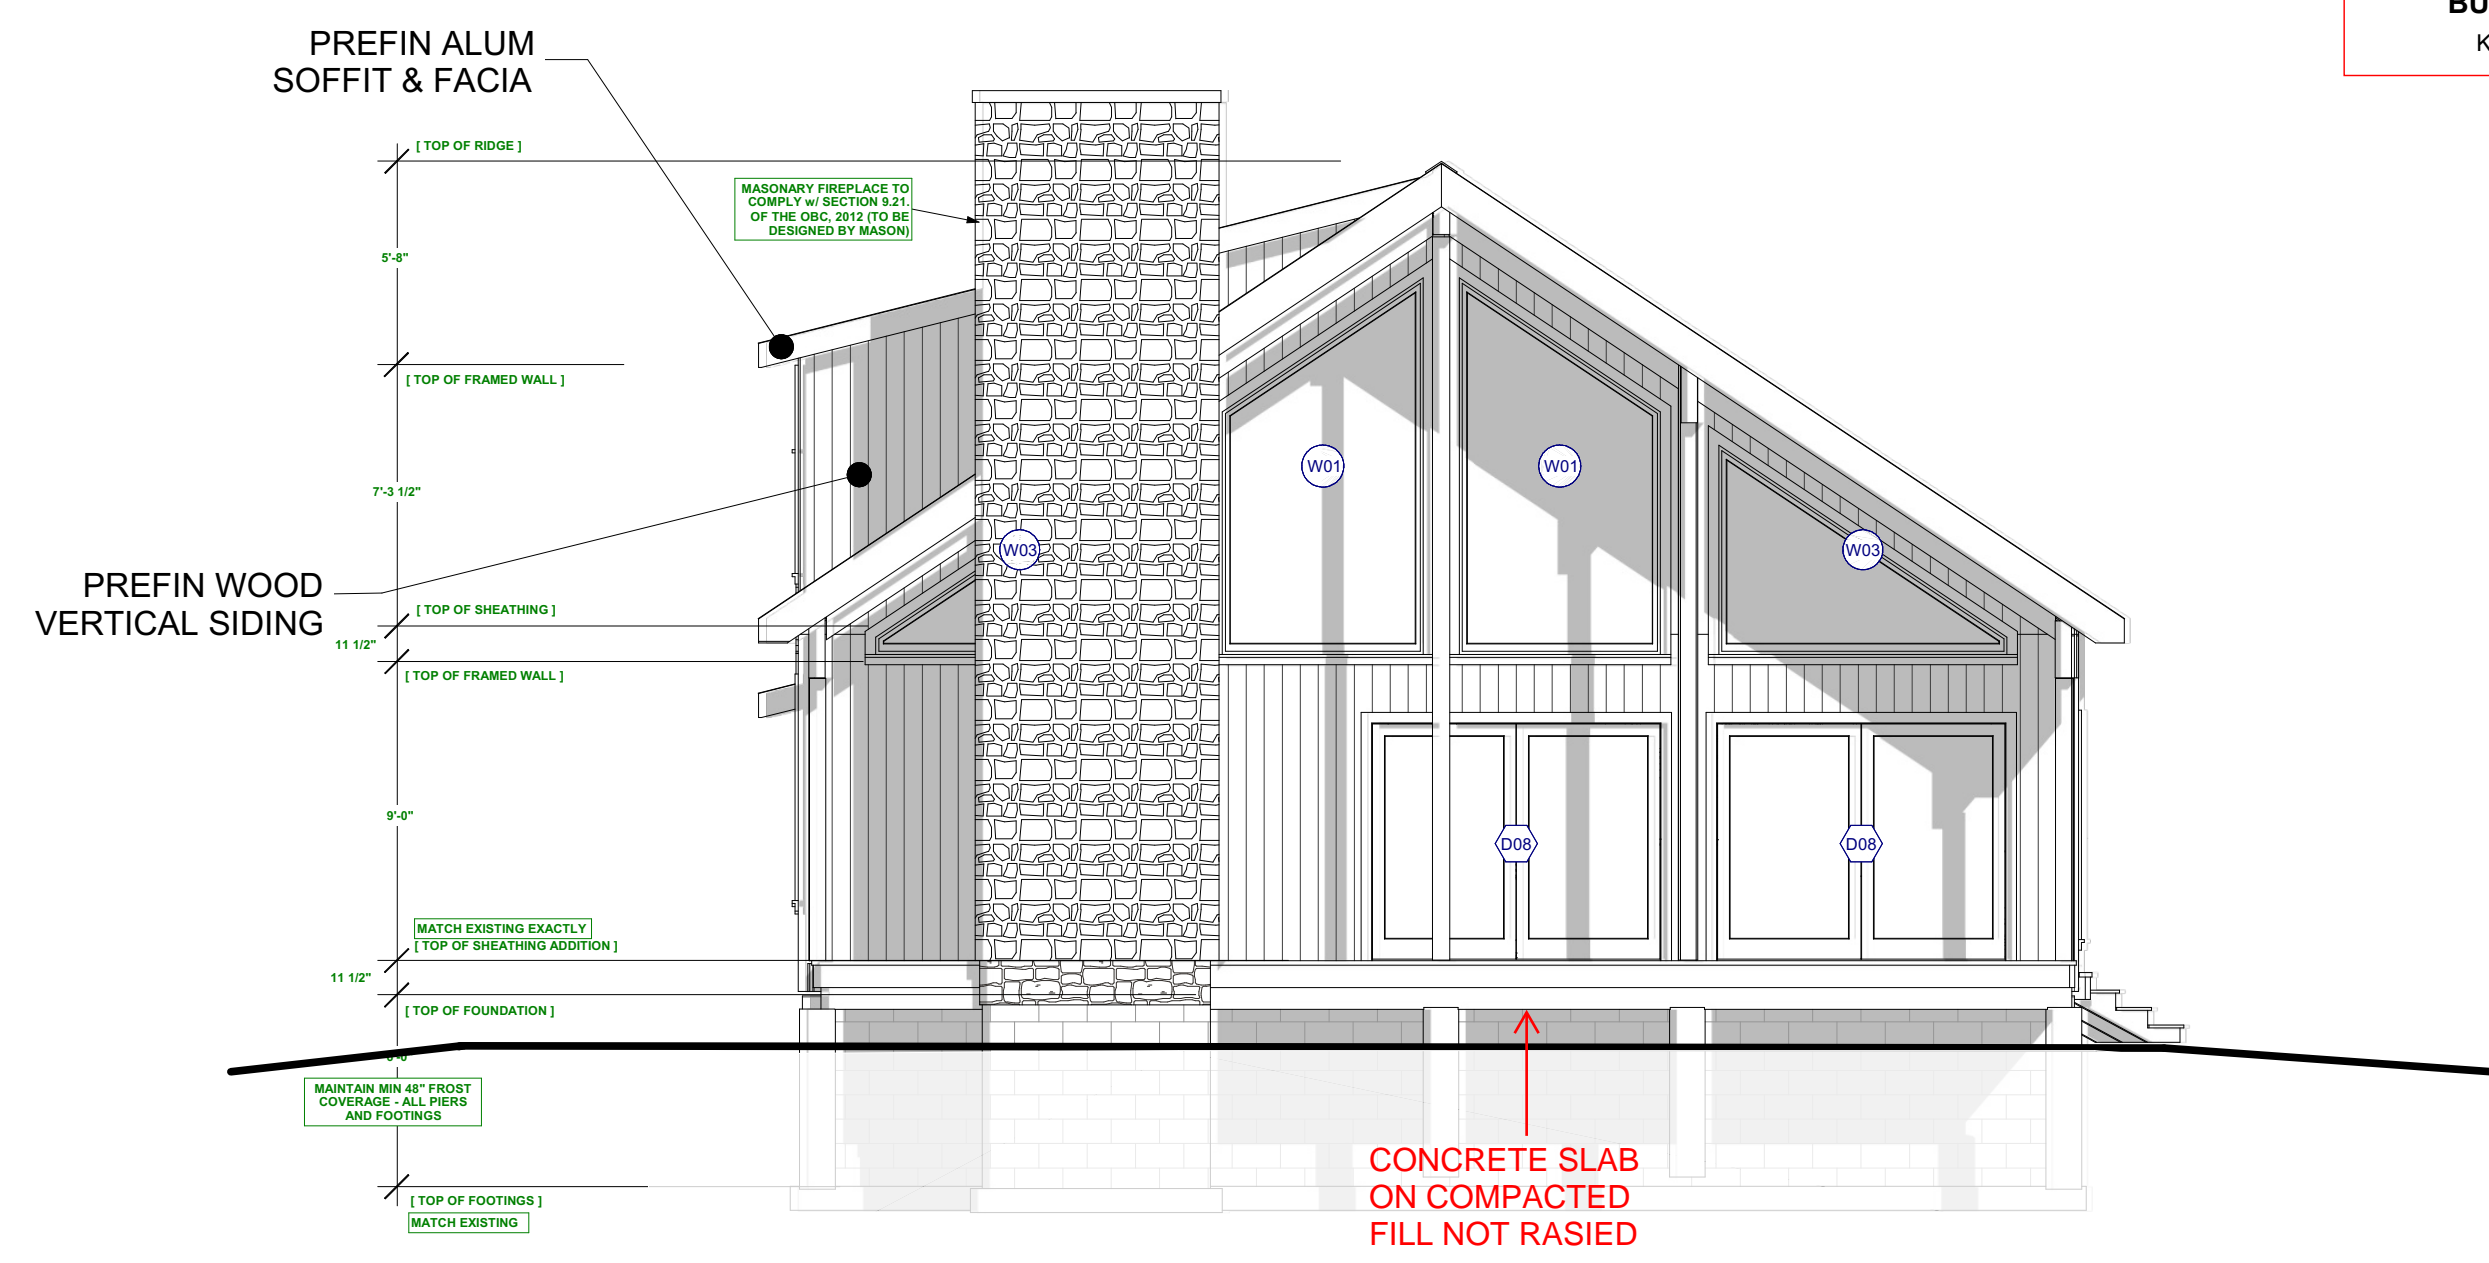 BU
K
PREFIN ALUM
SOFFIT & FACIA
[ TOP OF RIDGE ]
MASONARY FIREPLACE TO
COMPLY w/ SECTION 9.21.
OF THE OBC, 2012 (TO BE
DESIGNED BY MASON)
5'-8"
[ TOP OF FRAMED WALL ]
W01
W01
7'-3 1/2"
W03
W03
PREFIN WOOD
VERTICAL SIDING
[ TOP OF SHEATHING ]
11 1/2"
[ TOP OF FRAMED WALL ]
9'-0"
D08
D08
MATCH EXISTING EXACTLY
[ TOP OF SHEATHING ADDITION ]
11 1/2"
[ TOP OF FOUNDATION ]
MAINTAIN MIN 48" FROST
COVERAGE - ALL PIERS
AND FOOTINGS
CONCRETE SLAB
ON COMPACTED
FILL NOT RASIED
[ TOP OF FOOTINGS ]
MATCH EXISTING